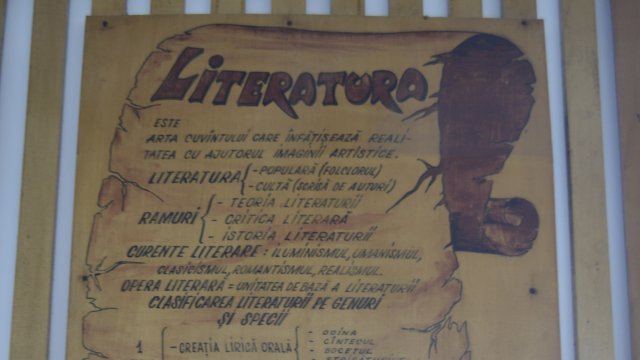 LITERATURA
ESTE
ARTA CUVÎNTULUI CARE ÎNFĂȚIȘEAZĂ REALI-
TATEA CU AJUTORUL IMAGINII ARTISTICE.
LITERATURA - POPULARĂ (FOLCLORUL)
- CULTĂ (SCRISĂ DE AUTORI)
RAMURI - TEORIA LITERATURII
- CRITICA LITERARĂ
- ISTORIA LITERATURII
CURENTE LITERARE: ILUMINISMUL, UMANISMUL,
CLASICISMUL, ROMANTISMUL, REALISMUL.
OPERA LITERARĂ = UNITATEA DE BAZĂ A LITERATURII
CLASIFICAREA LITERATURII PE GENURI
ȘI SPECII
1 - CREAȚIA LIRICĂ ORALĂ - DOINA
- CÎNTECUL
- BOCETUL